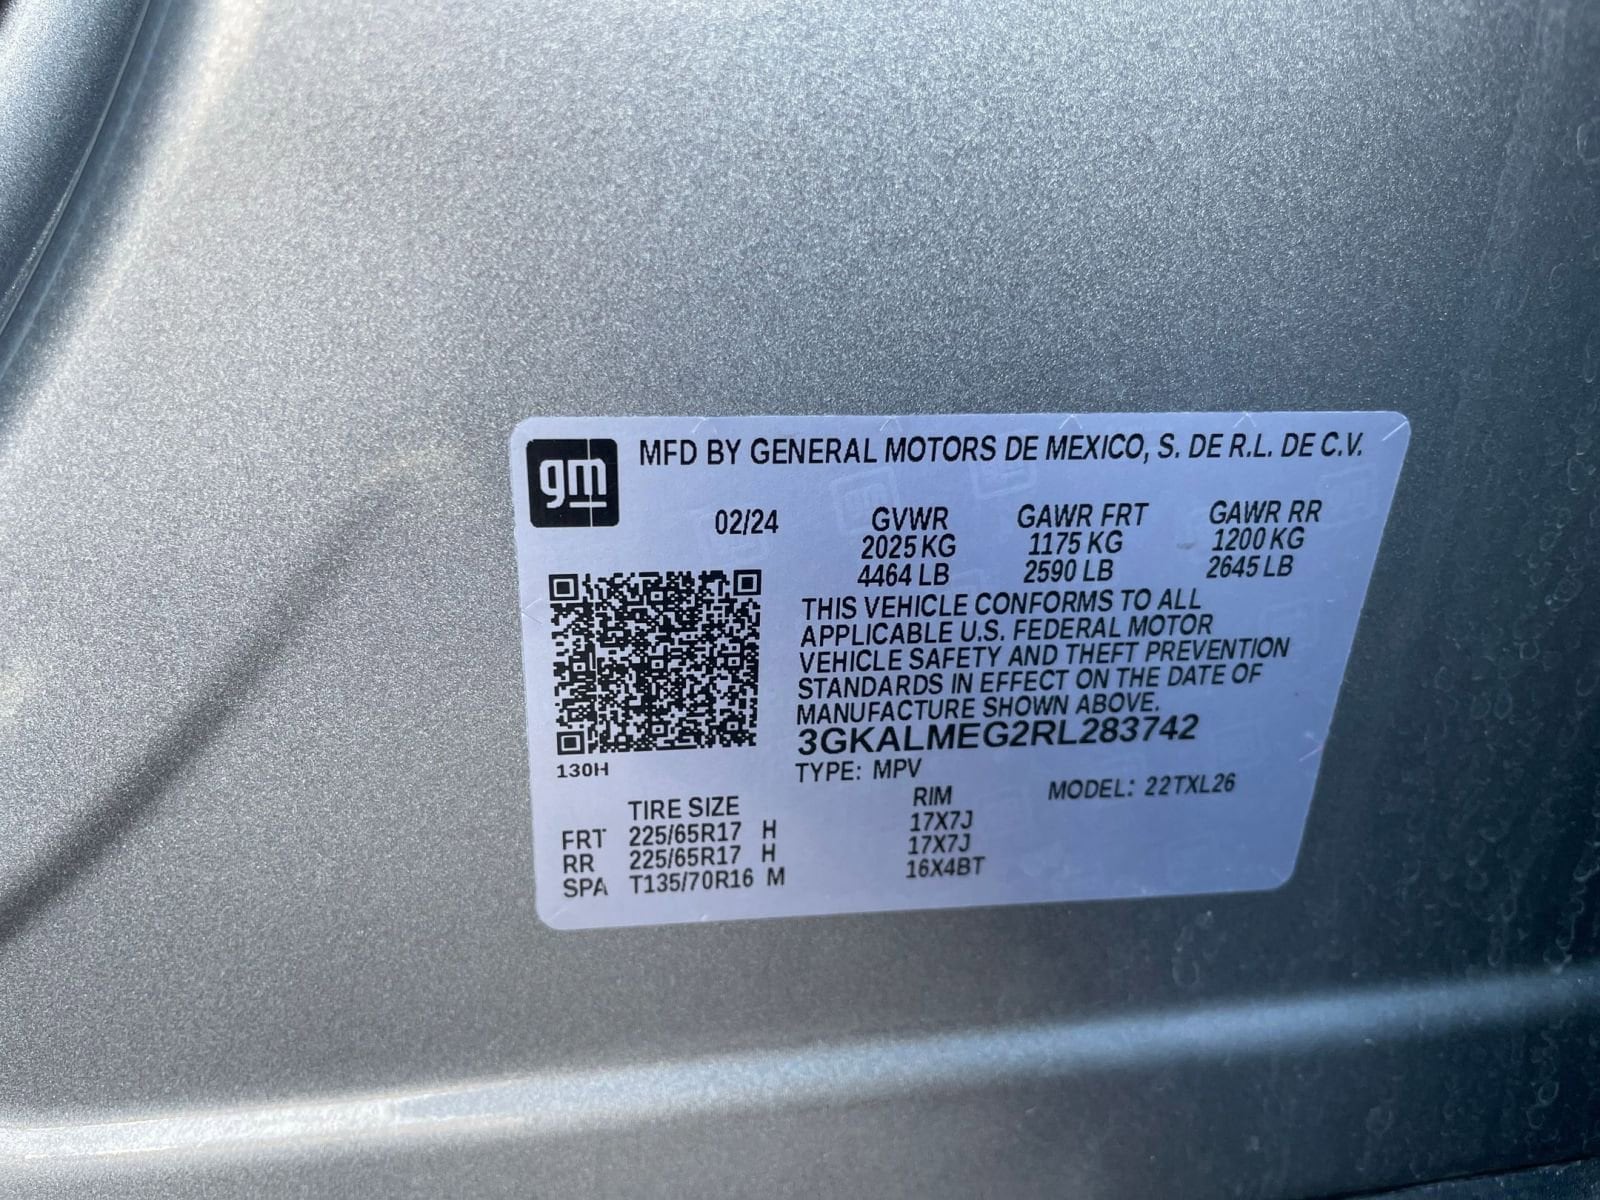 gm
MFD BY GENERAL MOTORS DE MEXICO, S. DE R.L. DE C.V.
02/24 GVWR GAWR FRT GAWR RR
2025 KG 1175 KG 1200 KG
4464 LB 2590 LB 2645 LB
THIS VEHICLE CONFORMS TO ALL
APPLICABLE U.S. FEDERAL MOTOR
VEHICLE SAFETY AND THEFT PREVENTION
STANDARDS IN EFFECT ON THE DATE OF
MANUFACTURE SHOWN ABOVE.
3GKALMEG2RL283742
130H
TYPE: MPV MODEL: 22TXL26
TIRE SIZE RIM
FRT 225/65R17 H 17X7J
RR 225/65R17 H 17X7J
SPA T135/70R16 M 16X4BT